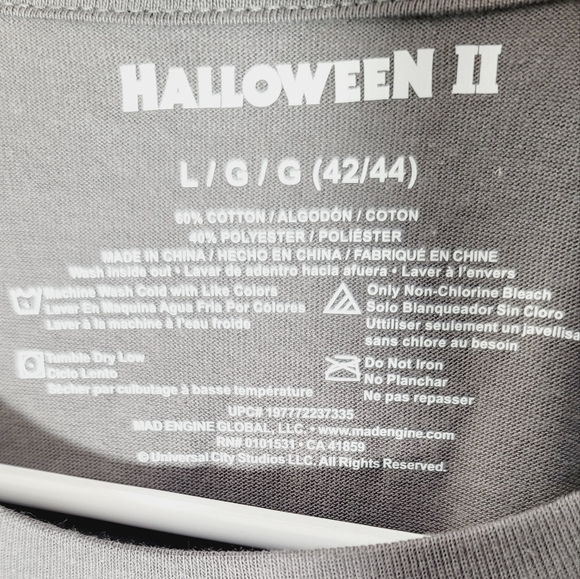 HALLOWEEN II
L / G / G (42/44)
60% COTTON / ALGODÓN / COTON
40% POLYESTER / POLIÉSTER
MADE IN CHINA / HECHO EN CHINA / FABRIQUÉ EN CHINE
Wash Inside out • Lavar de adentro hacia afuera • Laver à l'envers
Machine Wash Cold with Like Colors
Lavar En Maquina Agua Fria Por Colores
Laver à la machine à l'eau froide
Only Non-Chlorine Bleach
Solo Blanqueador Sin Cloro
Utiliser seulement un javellisa
sans chlore au besoin
Tumble Dry Low
Ciclo Lento
Sécher par culbutage à basse température
Do Not Iron
No Planchar
Ne pas repasser
UPC# 197772237335
MAD ENGINE GLOBAL, LLC. • www.madengine.com
RN# 0101531 • CA 41859
© Universal City Studios LLC. All Rights Reserved.